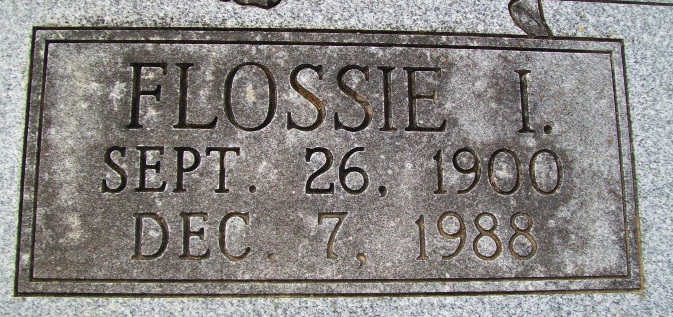 FLOSSIE I.
SEPT. 26, 1900
DEC. 7, 1988